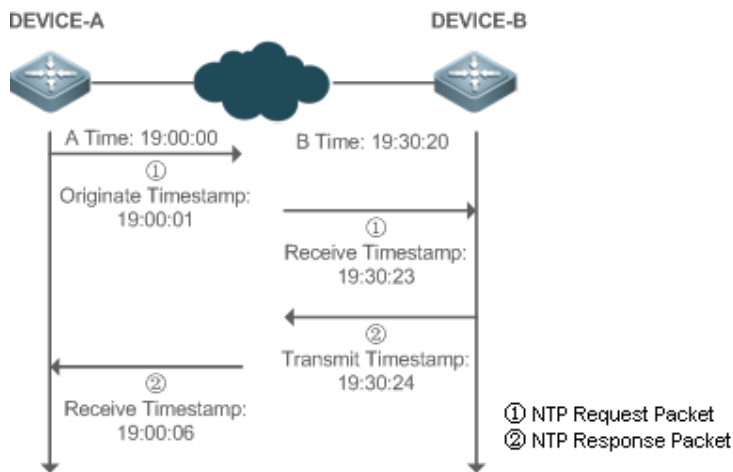 DEVICE-A
DEVICE-B
A Time: 19:00:00
B Time: 19:30:20
①
Originate Timestamp:
19:00:01
①
Receive Timestamp:
19:30:23
②
Transmit Timestamp:
19:30:24
②
Receive Timestamp:
19:00:06
① NTP Request Packet
② NTP Response Packet